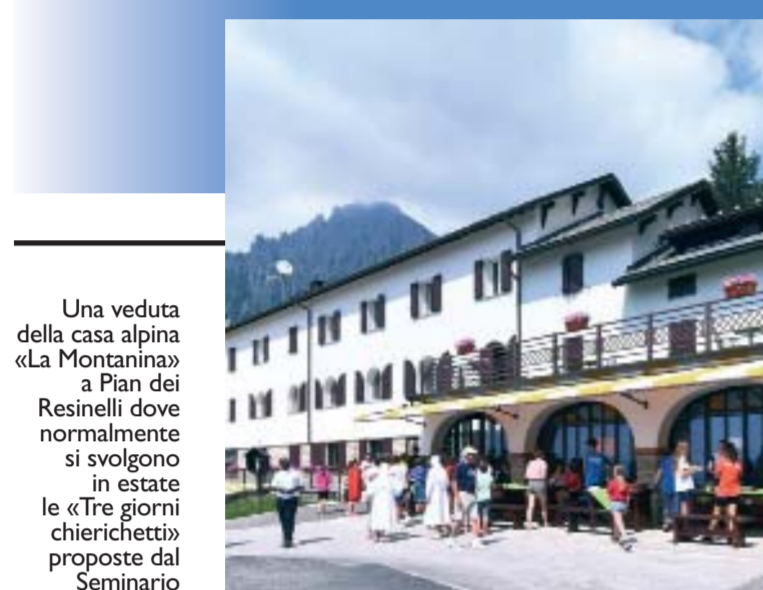 Una veduta
della casa alpina
«La Montanina»
a Pian dei
Resinelli dove
normalmente
si svolgono
in estate
le «Tre giorni
chierichetti»
proposte dal
Seminario